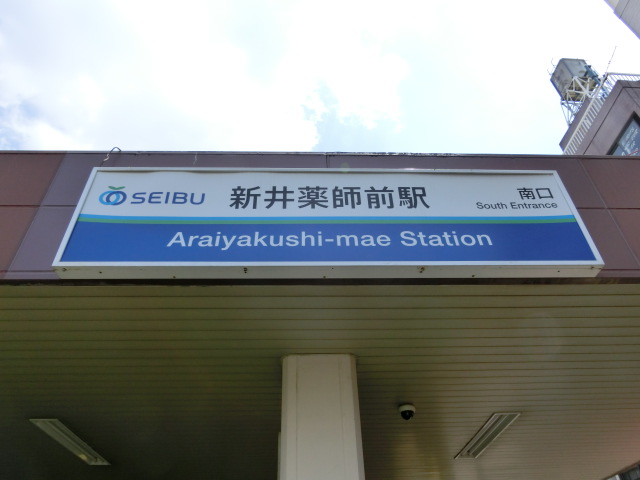 SEIBU 新井薬師前駅 南口
South Entrance
Araiyakushi-mae Station